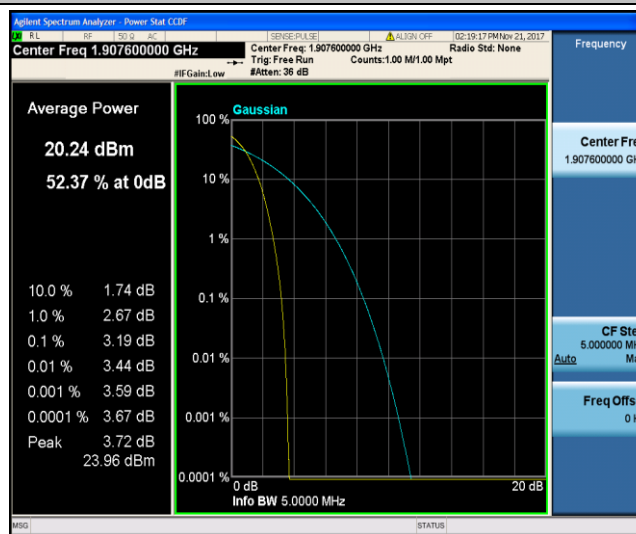 Agilent Spectrum Analyzer - Power Stat CCDF
RL RF 50 Ω AC SENSE:PULSE ALIGN OFF 02:19:17 PM Nov 21, 2017
Center Freq 1.907600000 GHz
Center Freq: 1.907600000 GHz Radio Std: None
Trig: Free Run Counts:1.00 M/1.00 Mpt
#IFGain:Low #Atten: 36 dB
Frequency
Average Power
20.24 dBm
52.37 % at 0dB
10.0 % 1.74 dB
1.0 % 2.67 dB
0.1 % 3.19 dB
0.01 % 3.44 dB
0.001 % 3.59 dB
0.0001 % 3.67 dB
Peak 3.72 dB
23.96 dBm
Gaussian
100 %
10 %
1 %
0.1 %
0.01 %
0.001 %
0.0001 %
0 dB 20 dB
Info BW 5.0000 MHz
Center Fre
1.907600000 GH
CF Ste
5.000000 MH
Auto Ma
Freq Offs
0 H
MSG STATUS